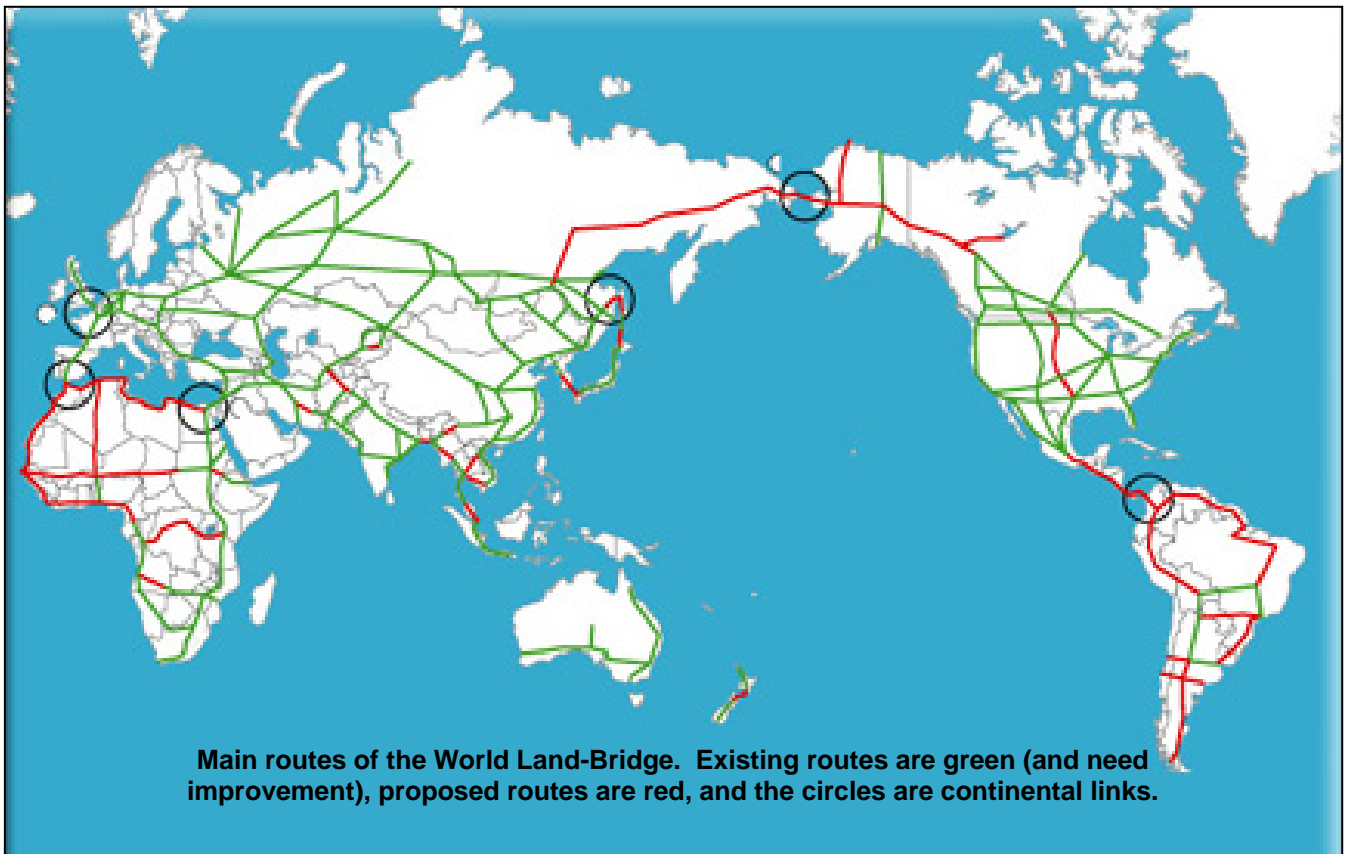 Main routes of the World Land-Bridge.  Existing routes are green (and need
improvement), proposed routes are red, and the circles are continental links.